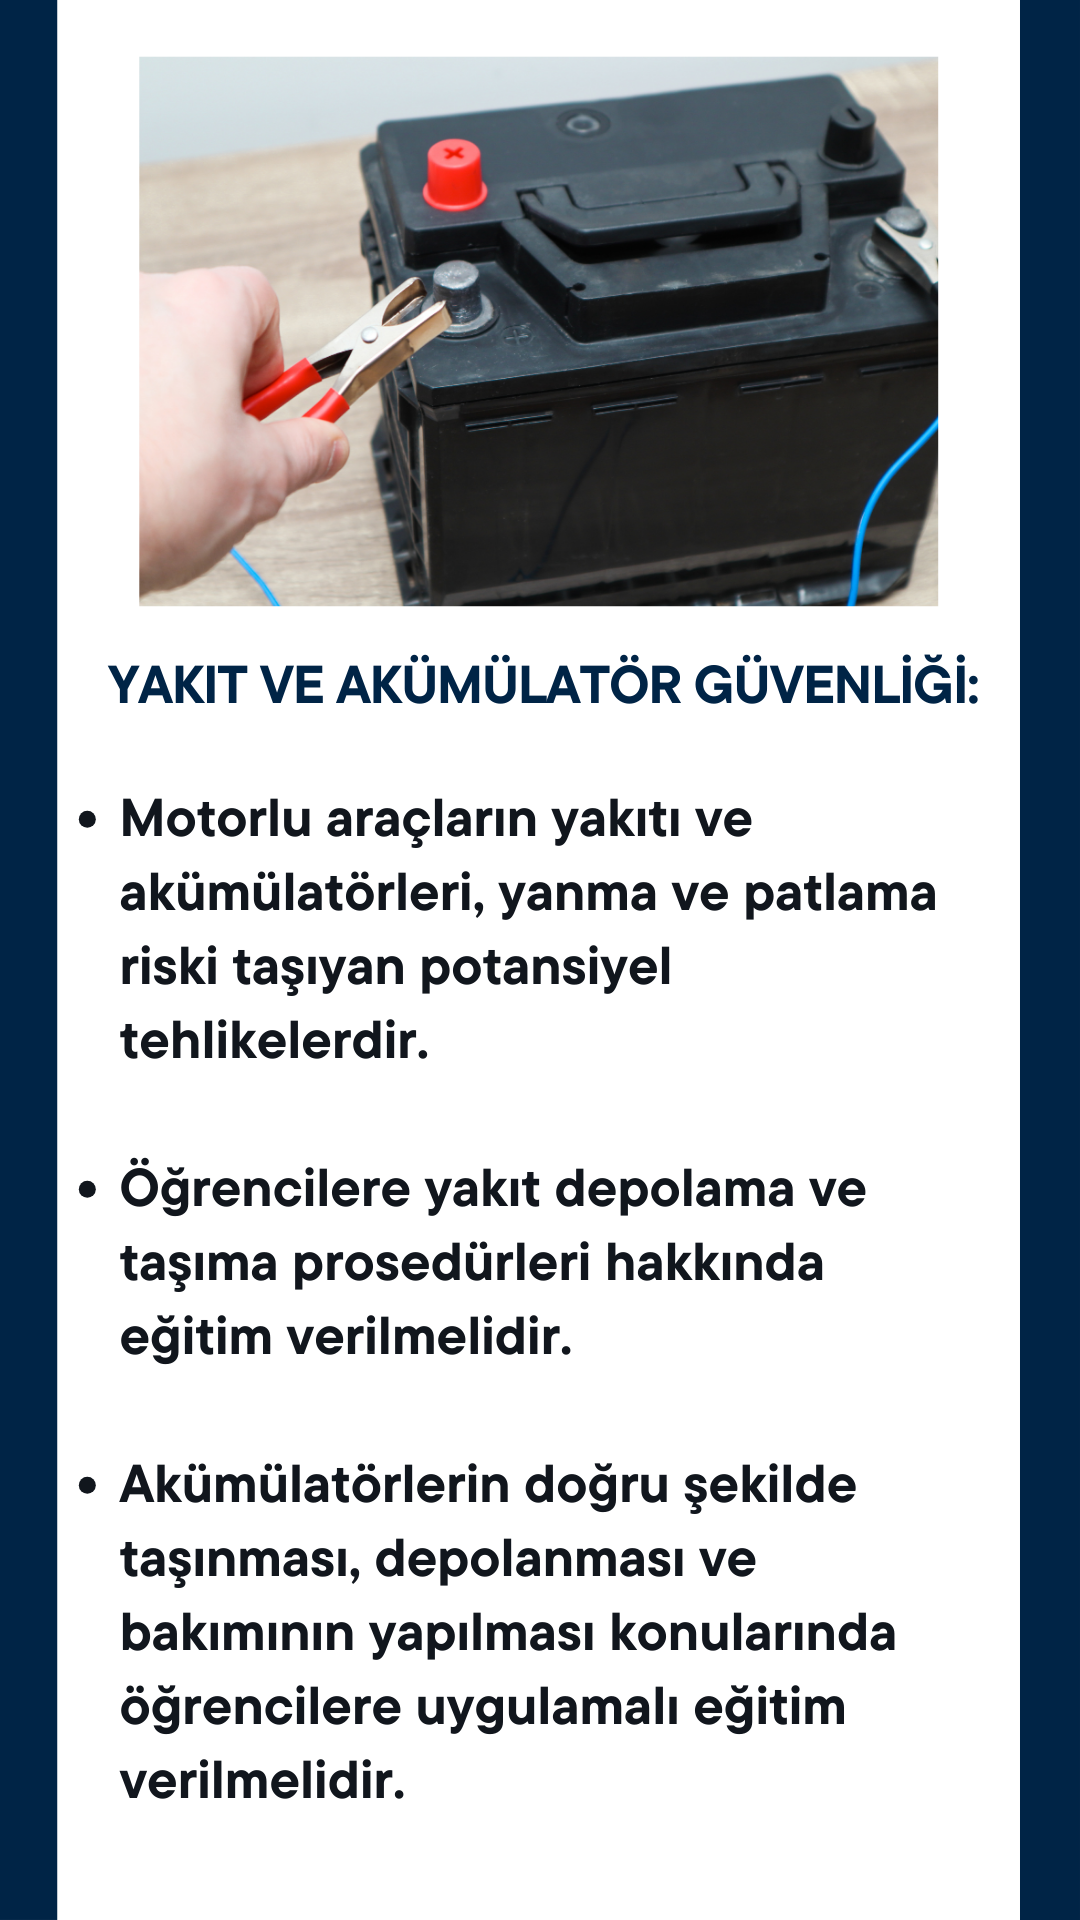 YAKIT VE AKÜMÜLATÖR GÜVENLİĞİ:
• Motorlu araçların yakıtı ve
akümülatörleri, yanma ve patlama
riski taşıyan potansiyel
tehlikelerdir.
• Öğrencilere yakıt depolama ve
taşıma prosedürleri hakkında
eğitim verilmelidir.
• Akümülatörlerin doğru şekilde
taşınması, depolanması ve
bakımının yapılması konularında
öğrencilere uygulamalı eğitim
verilmelidir.